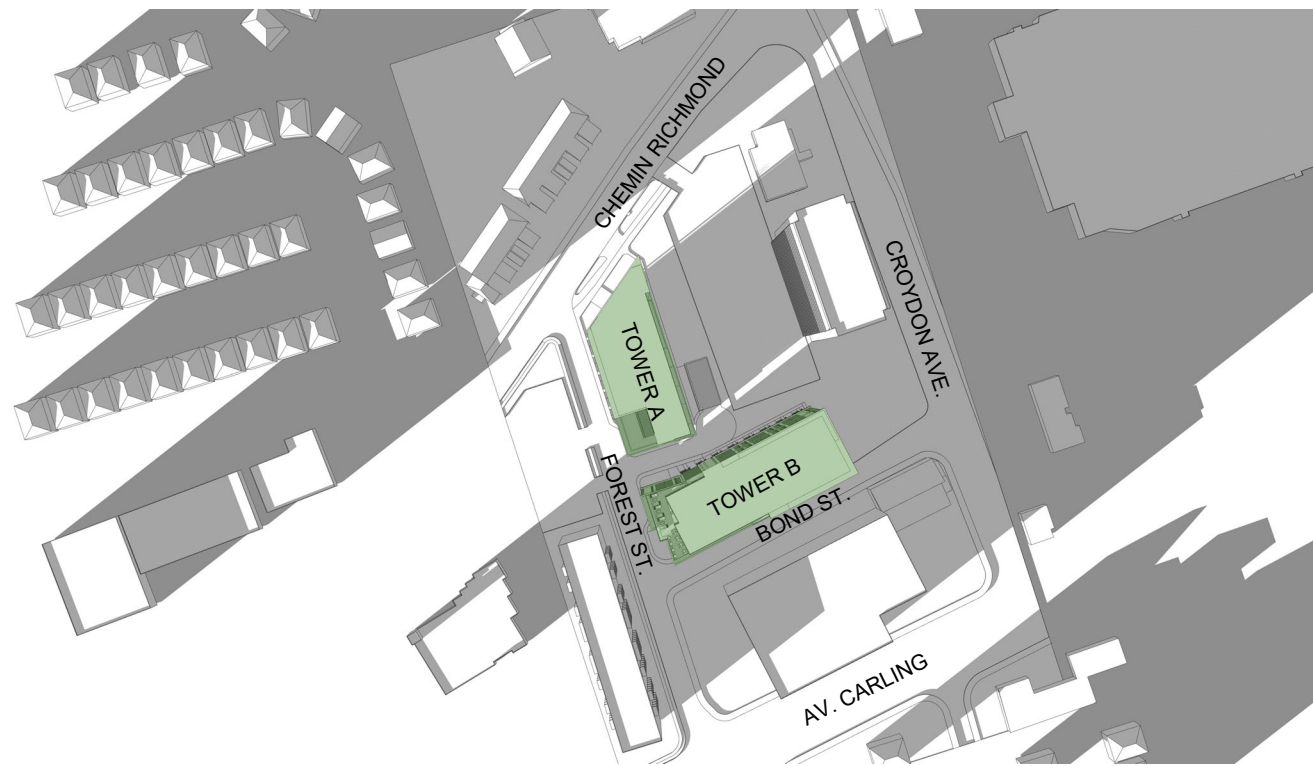 CHEMIN RICHMOND
CROYDON AVE.
TOWER A
TOWER B
FOREST ST.
BOND ST.
AV. CARLING